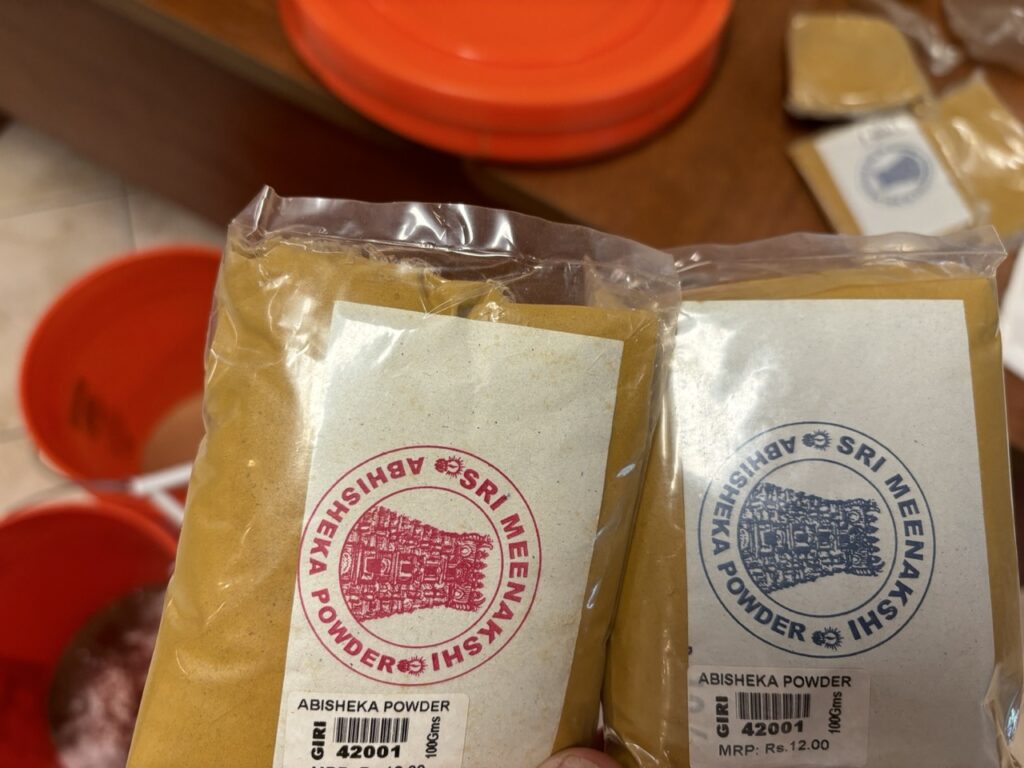 SRI MEENAKSHI
ABHISHEKA POWDER
ABISHEKA POWDER
GIRI
42001
100Gms
SRI MEENAKSHI
ABHISHEKA POWDER
ABISHEKA POWDER
GIRI
42001
100Gms
MRP: Rs.12.00